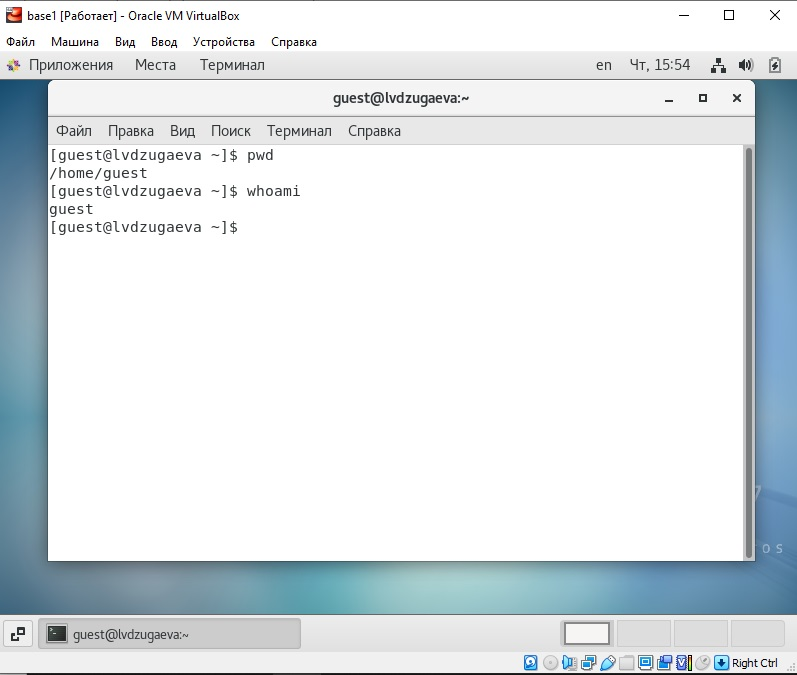 base1 [Работает] - Oracle VM VirtualBox
Файл Машина Вид Ввод Устройства Справка
Приложения Места Терминал en Чт, 15:54
guest@lvdzugaeva:~
Файл Правка Вид Поиск Терминал Справка
[guest@lvdzugaeva ~]$ pwd
/home/guest
[guest@lvdzugaeva ~]$ whoami
guest
[guest@lvdzugaeva ~]$
7
O S
guest@lvdzugaeva:~
Right Ctrl